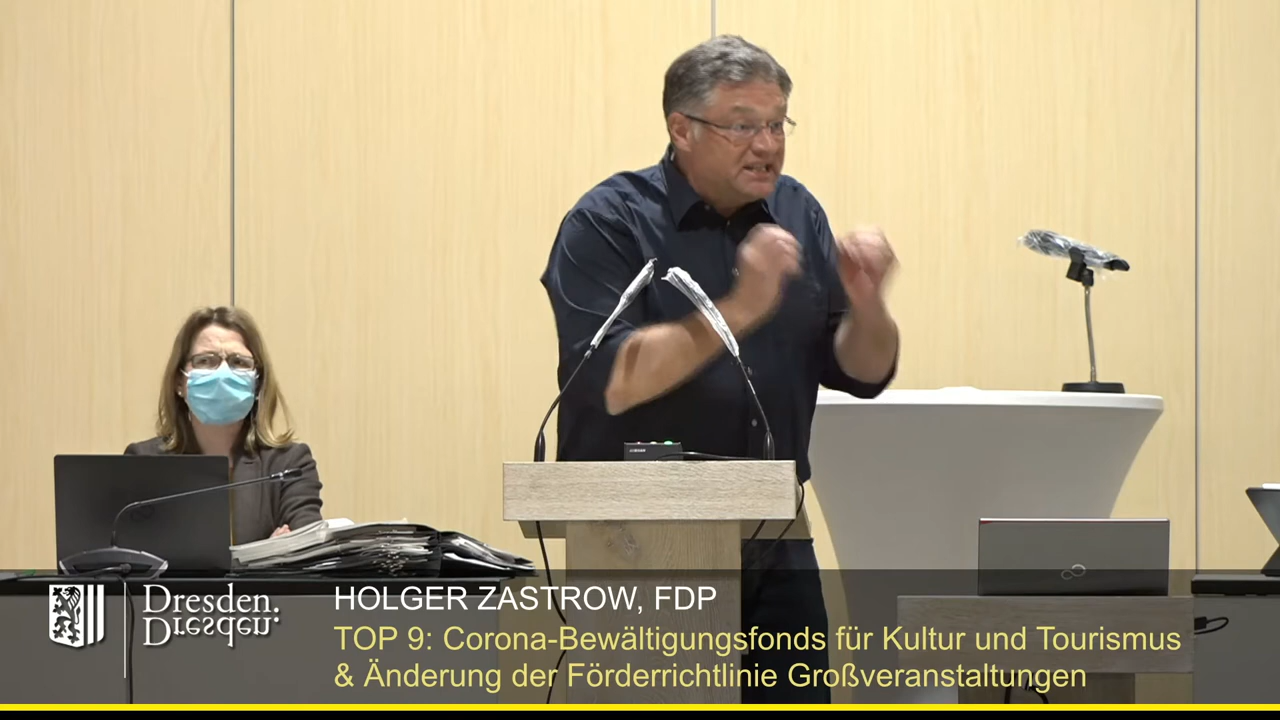 Dresden.
Dresden.
HOLGER ZASTROW, FDP
TOP 9: Corona-Bewältigungsfonds für Kultur und Tourismus
& Änderung der Förderrichtlinie Großveranstaltungen